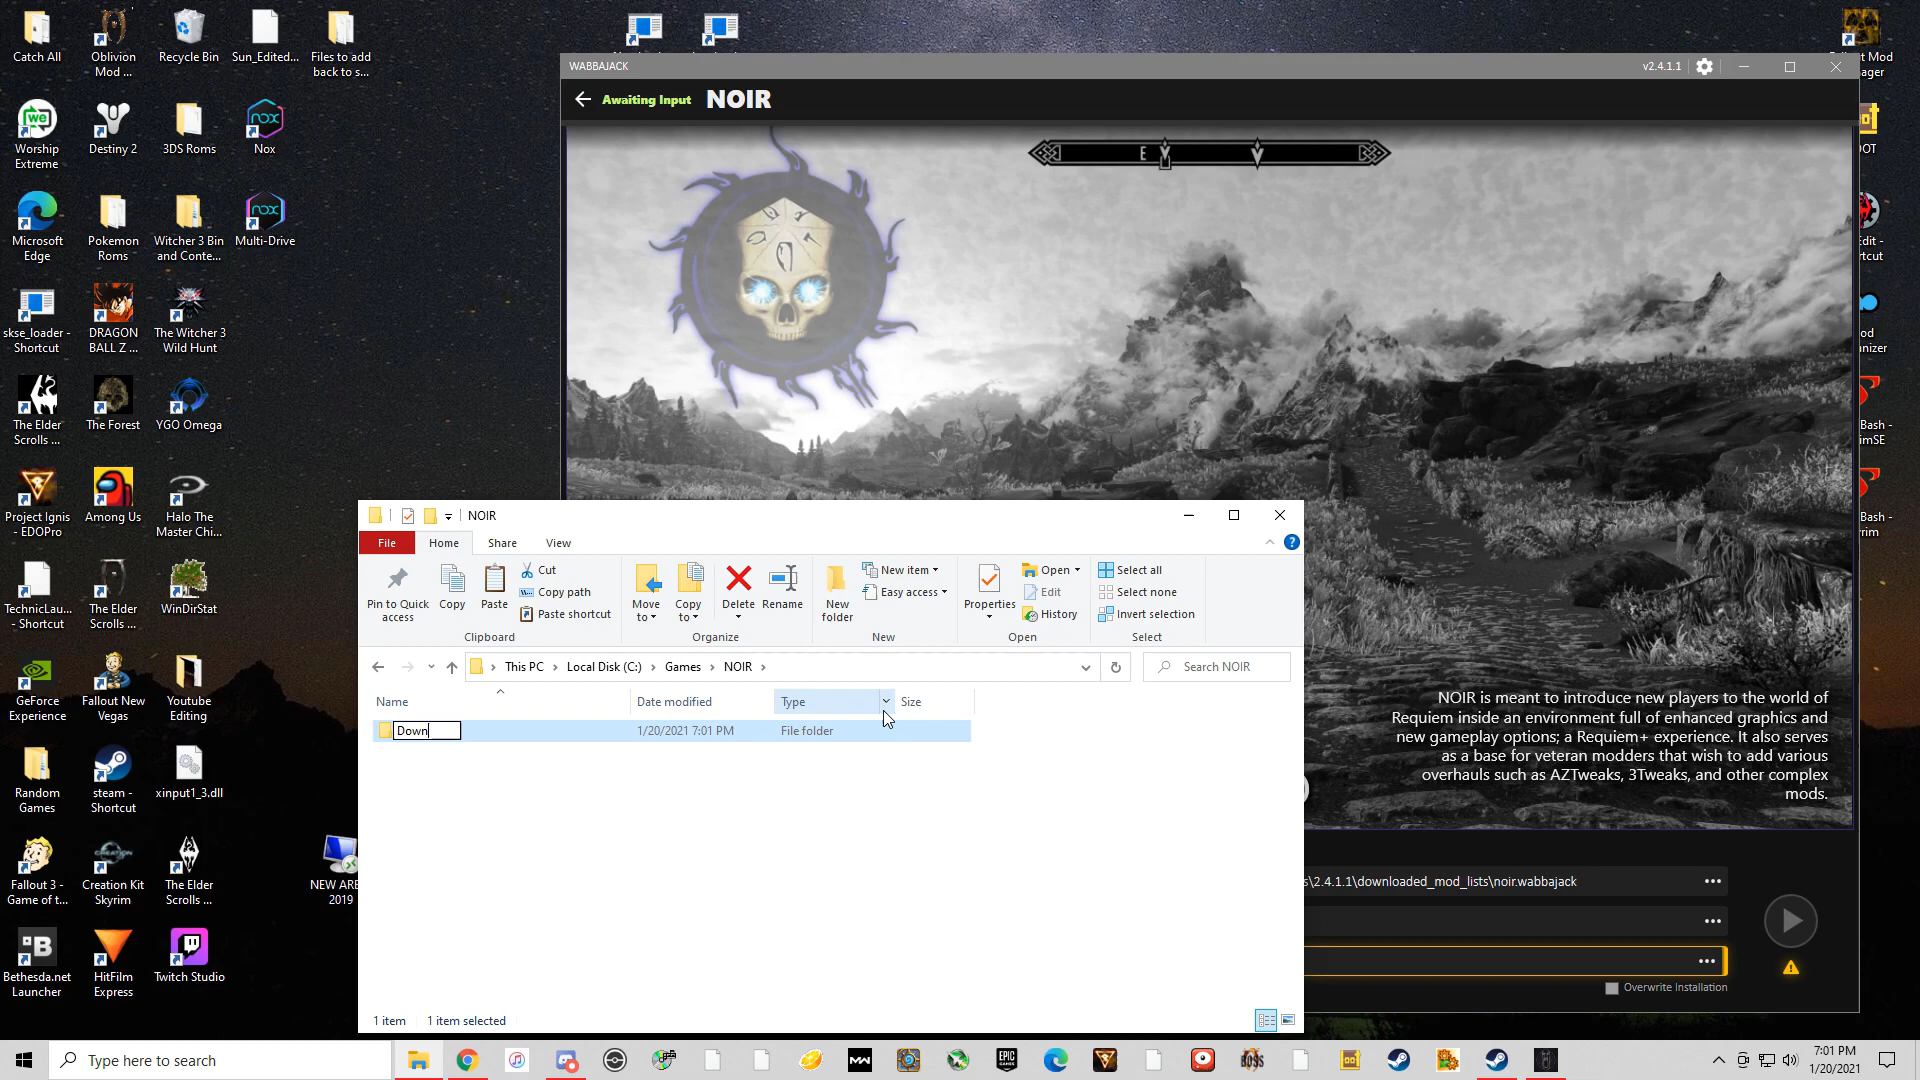 Catch All
Oblivion
Mod ...
Recycle Bin
Sun_Edited...
Files to add
back to s...
Worship
Extreme
Destiny 2
3DS Roms
Nox
Microsoft
Edge
Pokemon
Roms
Witcher 3 Bin
and Conte...
Multi-Drive
skse_loader -
Shortcut
DRAGON
BALL Z ...
The Witcher 3
Wild Hunt
The Elder
Scrolls ...
The Forest
YGO Omega
Project Ignis
- EDOPro
Among Us
Halo The
Master Chi...
TechnicLau...
- Shortcut
The Elder
Scrolls ...
WinDirStat
GeForce
Experience
Fallout New
Vegas
Youtube
Editing
Random
Games
steam -
Shortcut
xinput1_3.dll
Fallout 3 -
Game of t...
Creation Kit
Skyrim
The Elder
Scrolls ...
NEW ARE
2019
Bethesda.net
Launcher
HitFilm
Express
Twitch Studio
WABBAJACK
v2.4.1.1
Awaiting Input
NOIR
E
NOIR is meant to introduce new players to the world of
Requiem inside an environment full of enhanced graphics and
new gameplay options; a Requiem+ experience. It also serves
as a base for veteran modders that wish to add various
overhauls such as AZTweaks, 3Tweaks, and other complex
mods.
s\2.4.1.1\downloaded_mod_lists\noir.wabbajack
Overwrite Installation
NOIR
File
Home
Share
View
Pin to Quick
access
Copy
Paste
Cut
Copy path
Paste shortcut
Clipboard
Move
to
Copy
to
Delete
Rename
Organize
New
folder
New item
Easy access
New
Properties
Open
Edit
History
Open
Select all
Select none
Invert selection
Select
This PC
Local Disk (C:)
Games
NOIR
Search NOIR
Name
Date modified
Type
Size
Down
1/20/2021 7:01 PM
File folder
1 item
1 item selected
Mod
ager
OT
Edit -
rtcut
od
nizer
Bash -
imSE
Bash -
rim
Type here to search
7:01 PM
1/20/2021